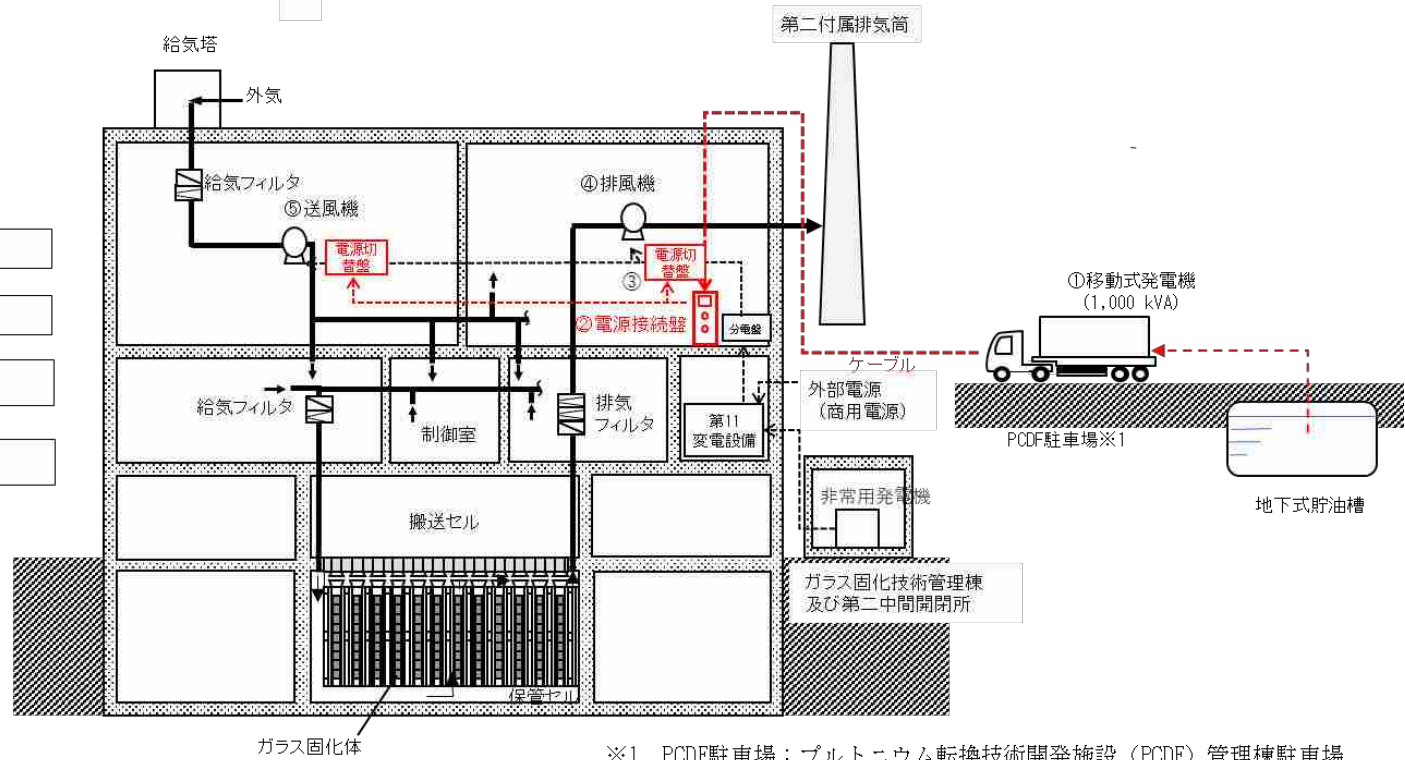 第二付属排気筒
給気塔
外気
給気フィルタ
⑤送風機
④排風機
電源切
替盤
電源切
替盤
③
②電源接続盤
分電盤
①移動式発電機
(1,000 kVA)
ケーブル
外部電源
(商用電源)
給気フィルタ
制御室
排気
フィルタ
第11
変電設備
PCDF駐車場※1
地下式貯油槽
非常用発電機
搬送セル
ガラス固化技術管理棟
及び第二中間開閉所
保管セル
ガラス固化体
※1 PCDF駐車場:プルトニウム転換技術開発施設(PCDF)管理棟駐車場